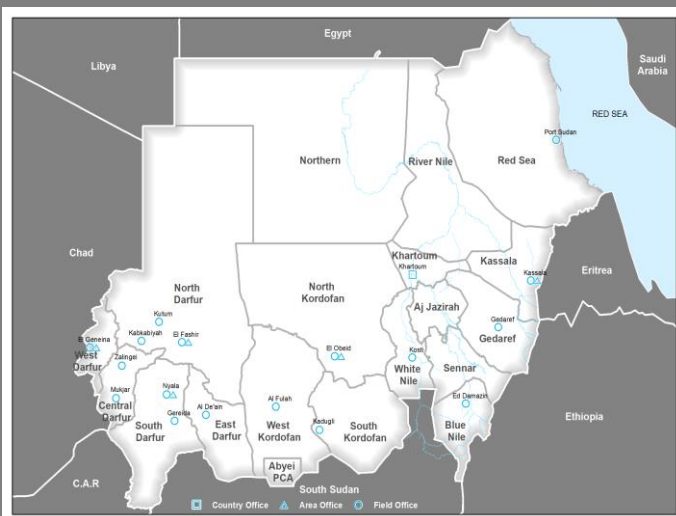 Egypt
Libya
Saudi
Arabia
RED SEA
Port Sudan
Northern
River Nile
Red Sea
Chad
Khartoum
Khartoum
Kassala
Kassala
Eritrea
North
Darfur
North
Kordofan
Aj Jazirah
Kutum
Kabkabiyah
El Fashir
Gedaref
Gedaref
El Geneina
West
Darfur
Zalingei
El Obeid
Kosti
White
Nile
Sennar
Mukjar
Central
Darfur
Nyala
Gereida
South
Darfur
Al De'ain
East
Darfur
Al Fulah
West
Kordofan
Kadugli
South
Kordofan
Ed Damazin
Blue
Nile
Ethiopia
Abyei
PCA
C.A.R
South Sudan
Country Office
Area Office
Field Office